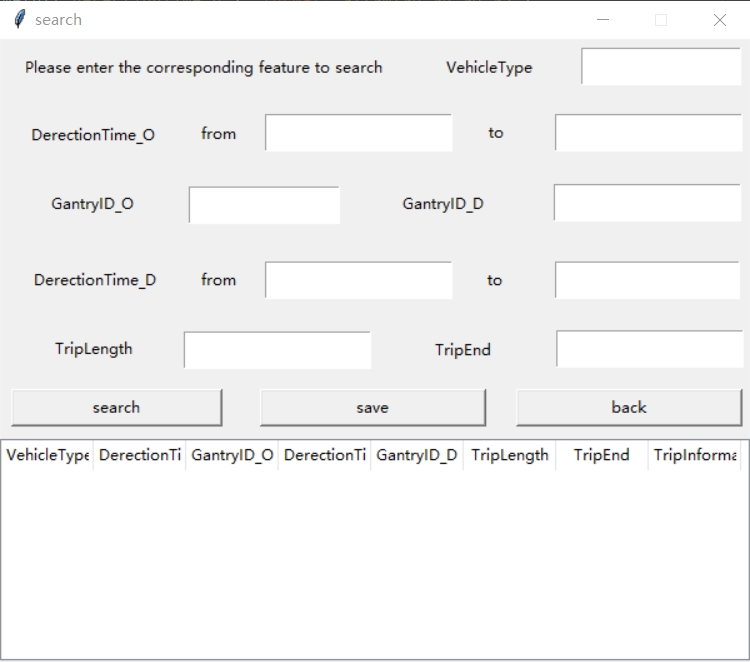 search
Please enter the corresponding feature to search VehicleType
DerectionTime_O from to
GantryID_O GantryID_D
DerectionTime_D from to
TripLength TripEnd
search save back
VehicleType DerectionTi GantryID_O DerectionTi GantryID_D TripLength TripEnd TripInforma